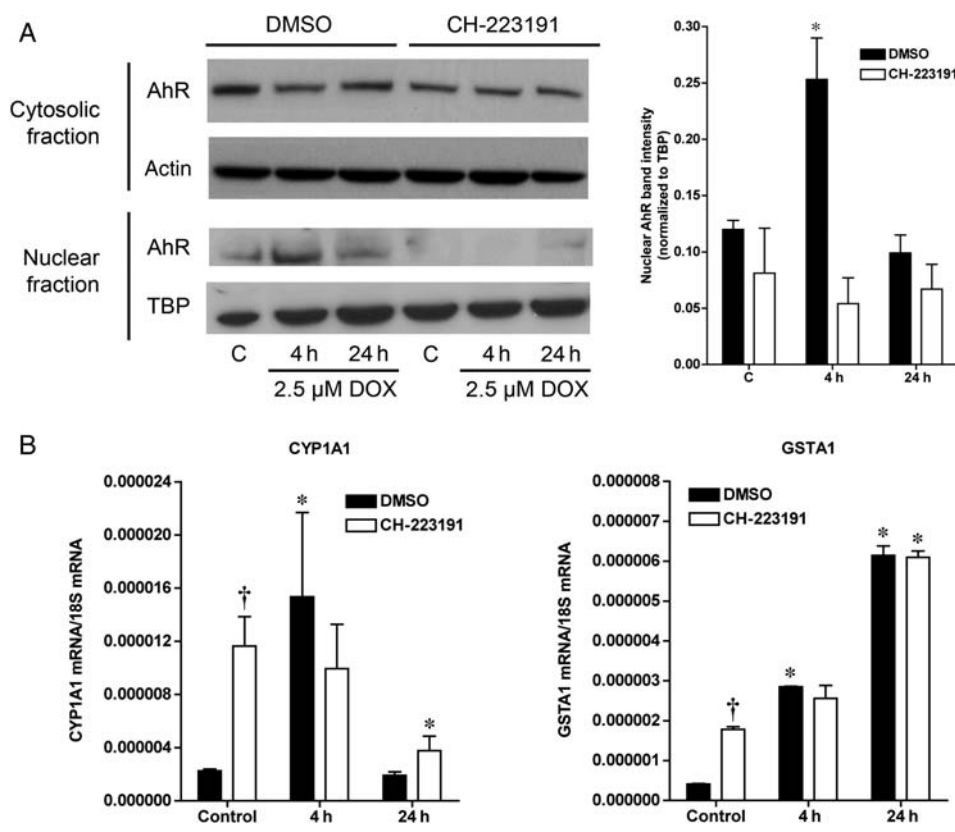 A
DMSO
CH-223191
Cytosolic
fraction
AhR
Actin
Nuclear
fraction
AhR
TBP
C
4 h
24 h
C
4 h
24 h
2.5 µM DOX
2.5 µM DOX
*
DMSO
CH-223191
Nuclear AhR band intensity
(normalized to TBP)
0.30
0.25
0.20
0.15
0.10
0.05
0.00
C
4 h
24 h
B
CYP1A1
0.000024
0.000020
0.000016
0.000012
0.000008
0.000004
0.000000
CYP1A1 mRNA/18S mRNA
DMSO
CH-223191
†
*
*
Control
4 h
24 h
GSTA1
0.000008
0.000007
0.000006
0.000005
0.000004
0.000003
0.000002
0.000001
0.000000
GSTA1 mRNA/18S mRNA
DMSO
CH-223191
†
*
*
*
Control
4 h
24 h